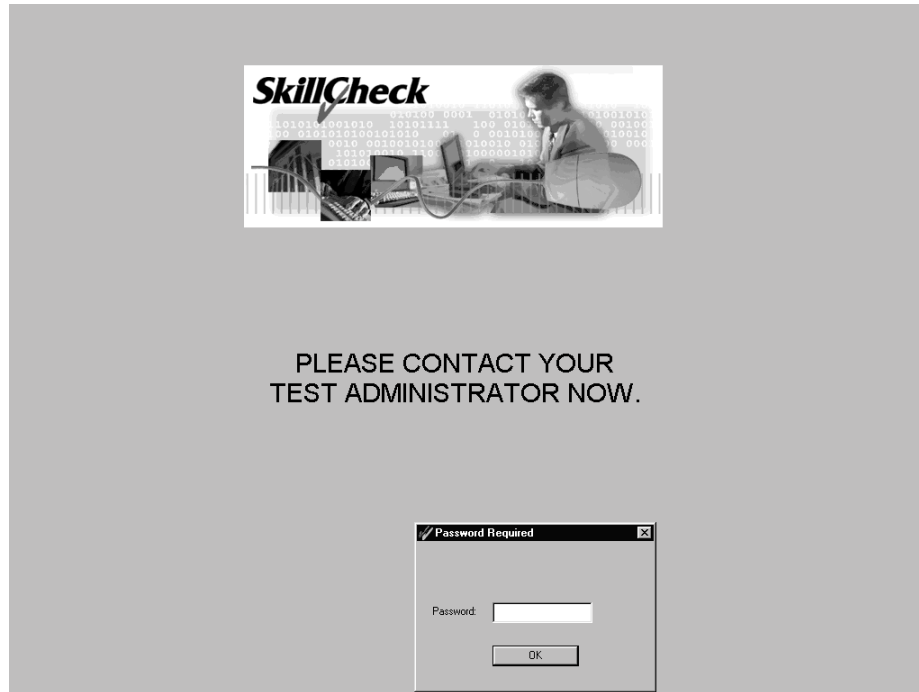 SkillCheck
PLEASE CONTACT YOUR
TEST ADMINISTRATOR NOW.
Password Required
Password:
OK